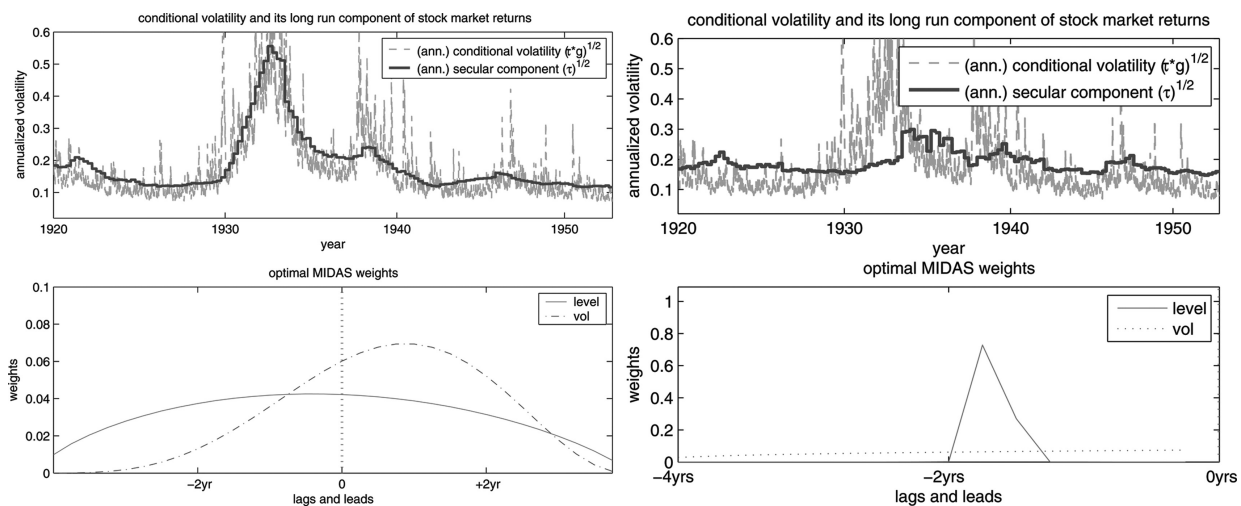 conditional volatility and its long run component of stock market returns
0.6
0.5
0.4
0.3
0.2
0.1
annualized volatility
(ann.) conditional volatility (τ*g)1/2
(ann.) secular component (τ)1/2
1920
1930
1940
1950
year
optimal MIDAS weights
0.1
0.08
0.06
0.04
0.02
0
weights
level
vol
−2yr
0
+2yr
lags and leads
conditional volatility and its long run component of stock market returns
0.6
0.5
0.4
0.3
0.2
0.1
annualized volatility
(ann.) conditional volatility (τ*g)1/2
(ann.) secular component (τ)1/2
1920
1930
1940
1950
year
optimal MIDAS weights
1
0.8
0.6
0.4
0.2
0
weights
level
vol
−4yrs
−2yrs
0yrs
lags and leads